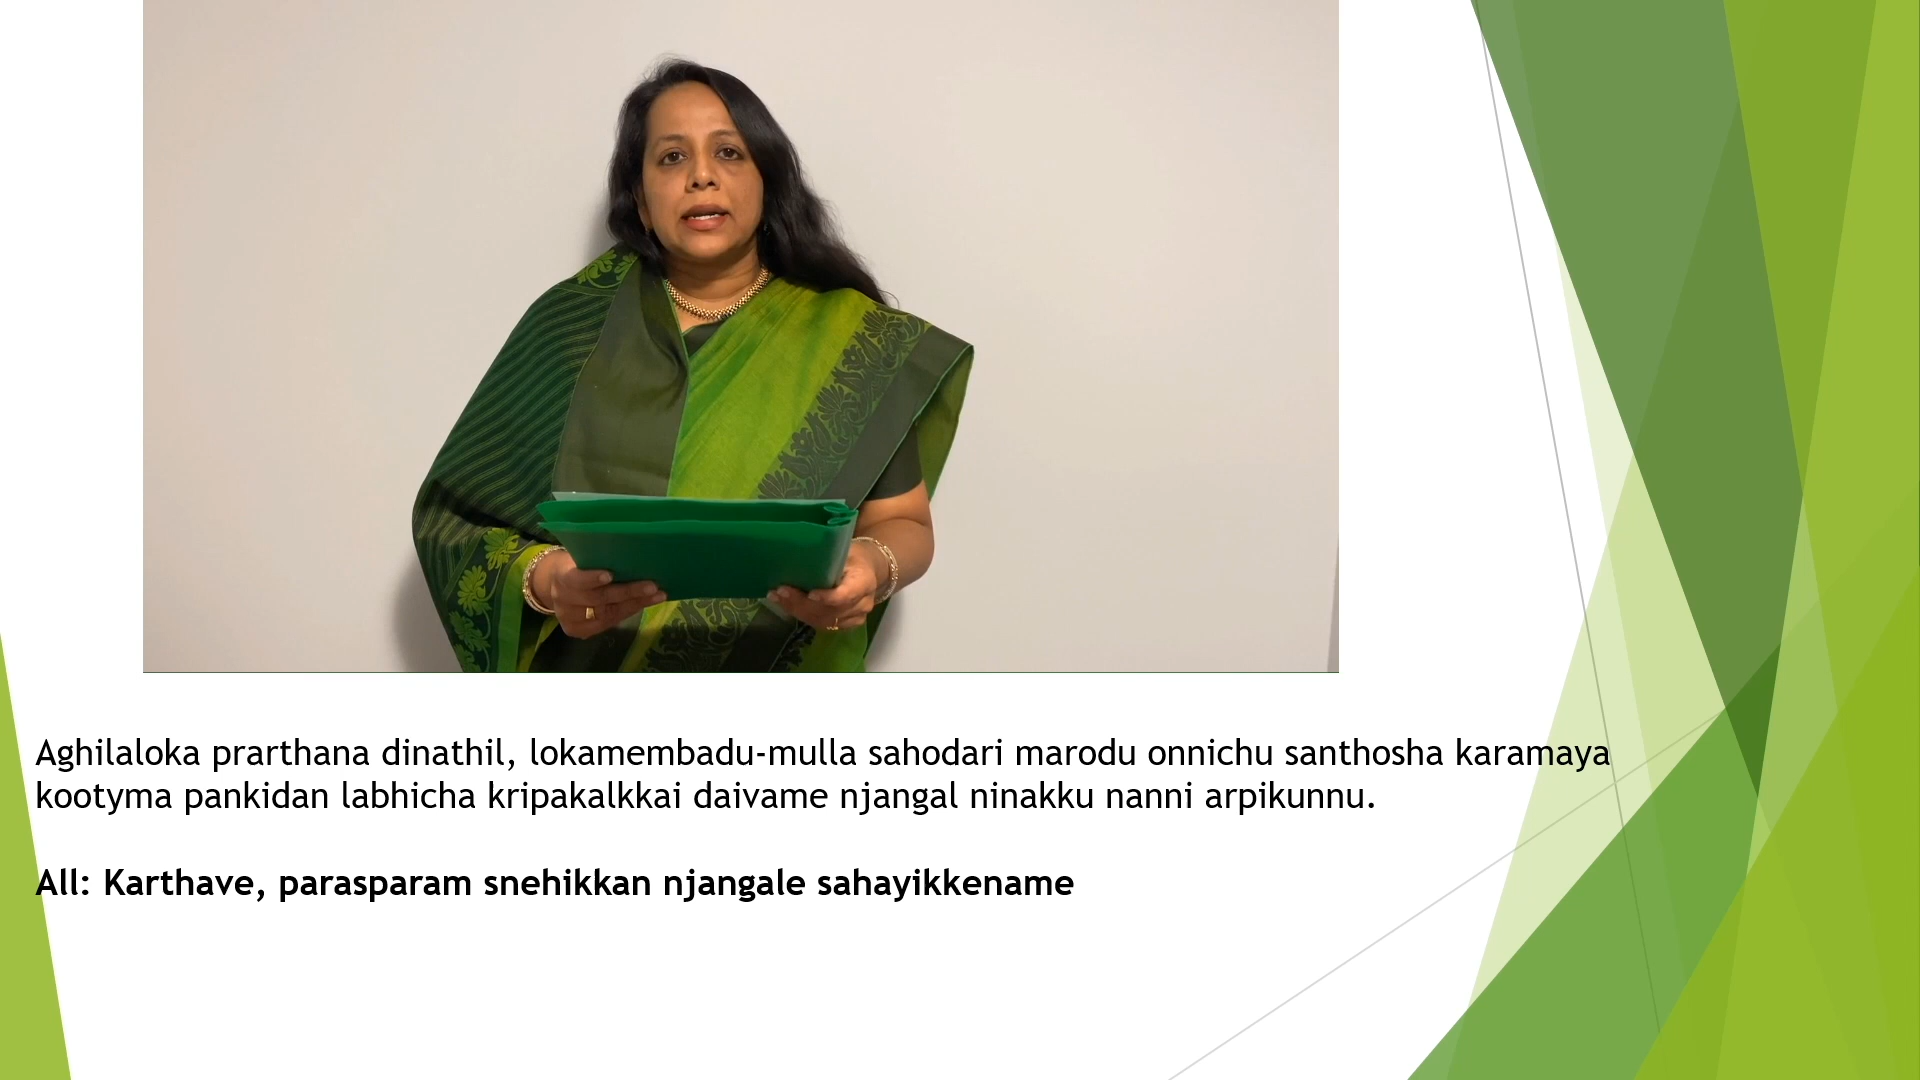 Aghilaloka prarthana dinathil, lokamembadu-mulla sahodari marodu onnichu santhosha karamaya
kootyma pankidan labhicha kripakalkkai daivame njangal ninakku nanni arpikunnu.
All: Karthave, parasparam snehikkan njangale sahayikkename